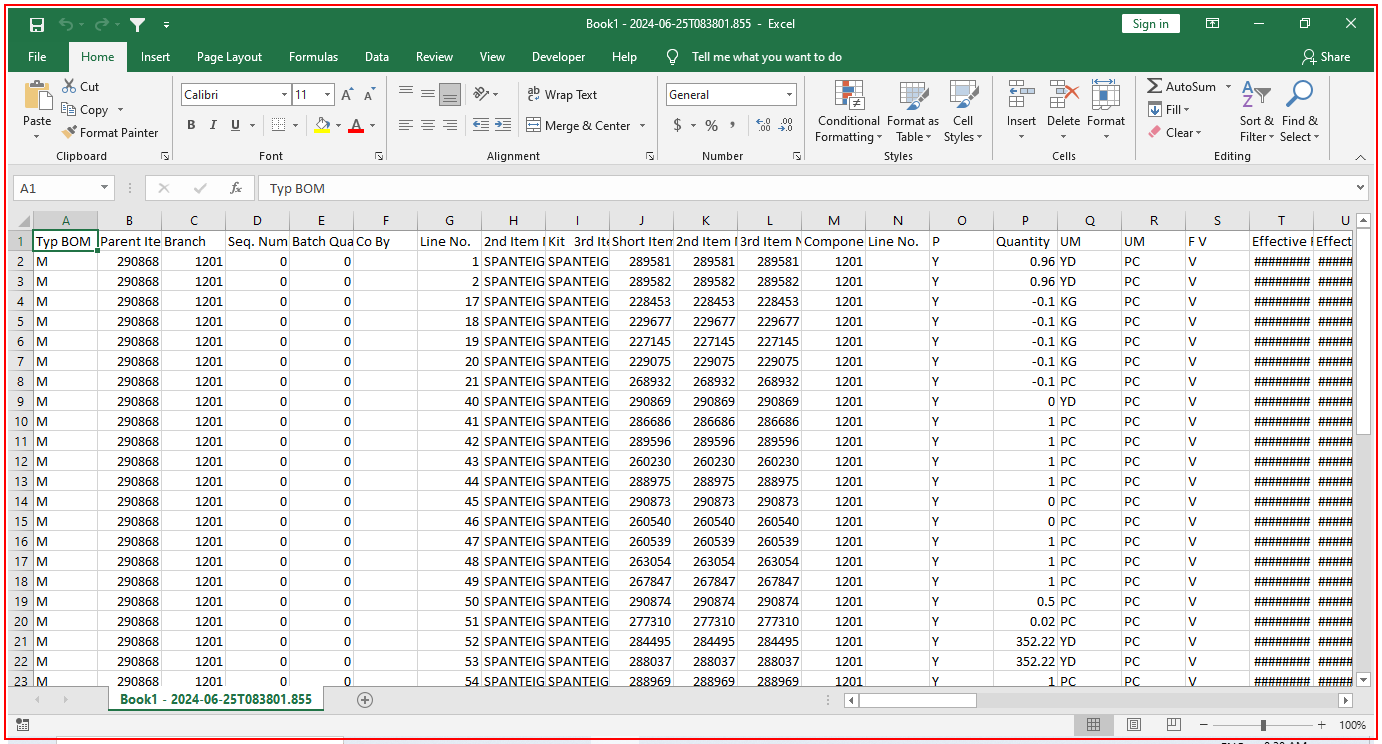 Book1 - 2024-06-25T083801.855 - Excel
Sign in
File Home Insert Page Layout Formulas Data Review View Developer Help Tell me what you want to do Share
Paste Cut
Copy
Format Painter
Clipboard
Calibri 11
B I U
Font
Wrap Text
Merge & Center
Alignment
General
$ % ,
Number
Conditional Formatting
Format as Table
Cell Styles
Styles
Insert Delete Format
Cells
AutoSum
Fill
Clear
Sort & Filter
Find & Select
Editing
A1 fx Typ BOM
A B C D E F G H I J K L M N O P Q R S T U
1 Typ BOM Parent Ite Branch Seq. Num Batch Qua Co By Line No. 2nd Item Kit 3rd Ite Short Item 2nd Item 3rd Item Compone Line No. P Quantity UM UM F V Effective Effect
2 M 290868 1201 0 0 1 SPANTEIG SPANTEIG 289581 289581 289581 1201 Y 0.96 YD PC V ######## #####
3 M 290868 1201 0 0 2 SPANTEIG SPANTEIG 289582 289582 289582 1201 Y 0.96 YD PC V ######## #####
4 M 290868 1201 0 0 17 SPANTEIG SPANTEIG 228453 228453 228453 1201 Y -0.1 KG PC V ######## #####
5 M 290868 1201 0 0 18 SPANTEIG SPANTEIG 229677 229677 229677 1201 Y -0.1 KG PC V ######## #####
6 M 290868 1201 0 0 19 SPANTEIG SPANTEIG 227145 227145 227145 1201 Y -0.1 KG PC V ######## #####
7 M 290868 1201 0 0 20 SPANTEIG SPANTEIG 229075 229075 229075 1201 Y -0.1 KG PC V ######## #####
8 M 290868 1201 0 0 21 SPANTEIG SPANTEIG 268932 268932 268932 1201 Y -0.1 PC PC V ######## #####
9 M 290868 1201 0 0 40 SPANTEIG SPANTEIG 290869 290869 290869 1201 Y 0 YD PC V ######## #####
10 M 290868 1201 0 0 41 SPANTEIG SPANTEIG 286686 286686 286686 1201 Y 1 PC PC V ######## #####
11 M 290868 1201 0 0 42 SPANTEIG SPANTEIG 289596 289596 289596 1201 Y 1 PC PC V ######## #####
12 M 290868 1201 0 0 43 SPANTEIG SPANTEIG 260230 260230 260230 1201 Y 1 PC PC V ######## #####
13 M 290868 1201 0 0 44 SPANTEIG SPANTEIG 288975 288975 288975 1201 Y 1 PC PC V ######## #####
14 M 290868 1201 0 0 45 SPANTEIG SPANTEIG 290873 290873 290873 1201 Y 0 PC PC V ######## #####
15 M 290868 1201 0 0 46 SPANTEIG SPANTEIG 260540 260540 260540 1201 Y 0 PC PC V ######## #####
16 M 290868 1201 0 0 47 SPANTEIG SPANTEIG 260539 260539 260539 1201 Y 1 PC PC V ######## #####
17 M 290868 1201 0 0 48 SPANTEIG SPANTEIG 263054 263054 263054 1201 Y 1 PC PC V ######## #####
18 M 290868 1201 0 0 49 SPANTEIG SPANTEIG 267847 267847 267847 1201 Y 1 PC PC V ######## #####
19 M 290868 1201 0 0 50 SPANTEIG SPANTEIG 290874 290874 290874 1201 Y 0.5 PC PC V ######## #####
20 M 290868 1201 0 0 51 SPANTEIG SPANTEIG 277310 277310 277310 1201 Y 0.02 PC PC V ######## #####
21 M 290868 1201 0 0 52 SPANTEIG SPANTEIG 284495 284495 284495 1201 Y 352.22 YD PC V ######## #####
22 M 290868 1201 0 0 53 SPANTEIG SPANTEIG 288037 288037 288037 1201 Y 352.22 YD PC V ######## #####
23 M 290868 1201 0 0 54 SPANTEIG SPANTEIG 288969 288969 288969 1201 Y 1 PC PC V ######## #####
Book1 - 2024-06-25T083801.855
100%